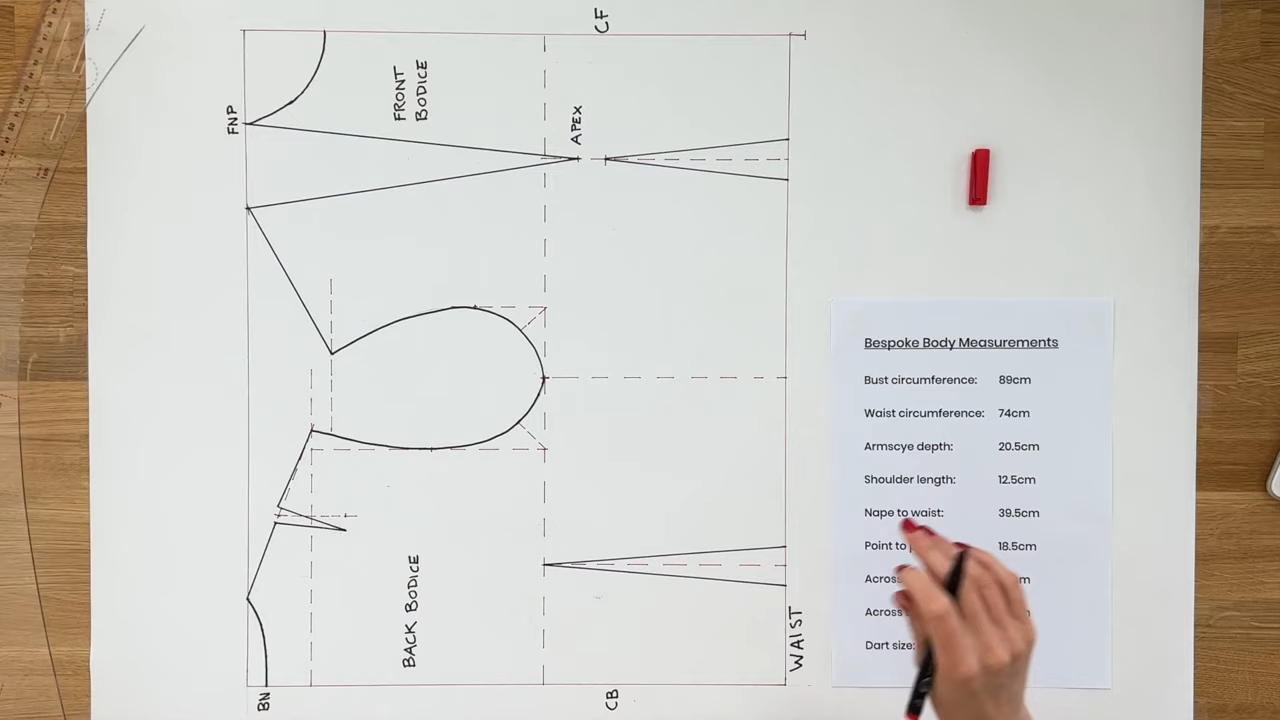 CF
FNP
FRONT
BODICE
APEX
BACK BODICE
WAIST
BN
CB
Bespoke Body Measurements
Bust circumference: 89cm
Waist circumference: 74cm
Armscye depth: 20.5cm
Shoulder length: 12.5cm
Nape to waist: 39.5cm
Point to 18.5cm
Across
Across
Dart size: